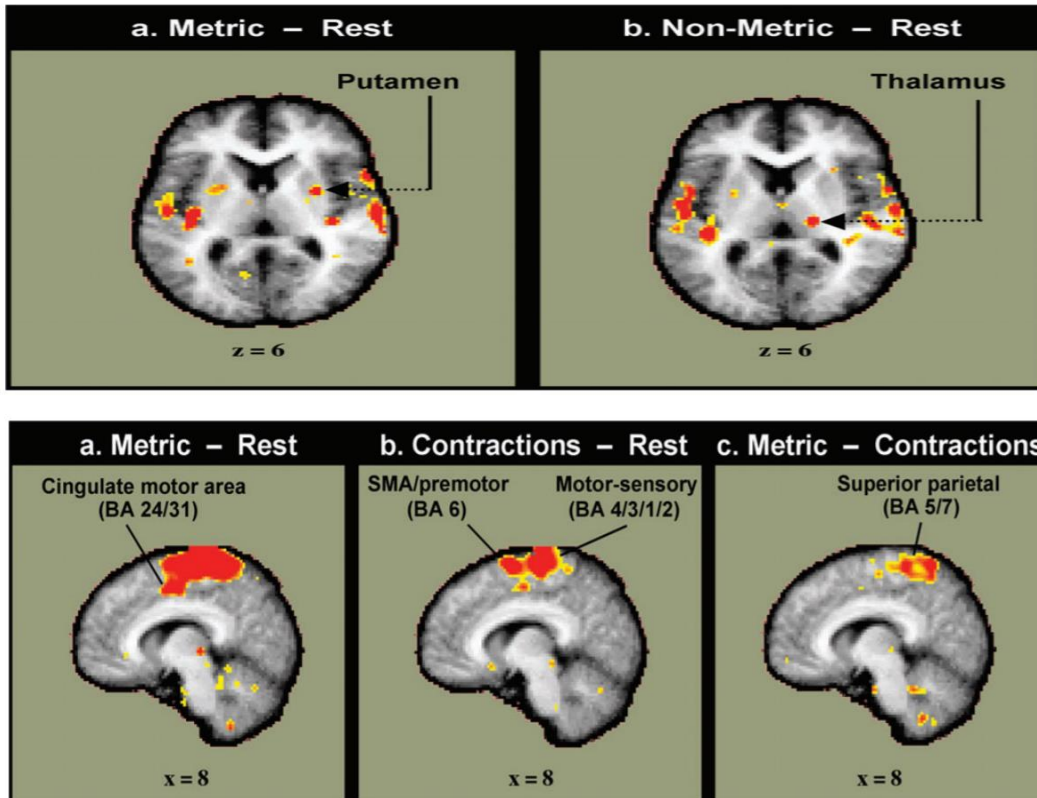 a. Metric – Rest
b. Non-Metric – Rest
Putamen
Thalamus
z = 6
z = 6
a. Metric – Rest
b. Contractions – Rest
c. Metric – Contractions
Cingulate motor area
(BA 24/31)
SMA/premotor
(BA 6)
Motor-sensory
(BA 4/3/1/2)
Superior parietal
(BA 5/7)
x = 8
x = 8
x = 8